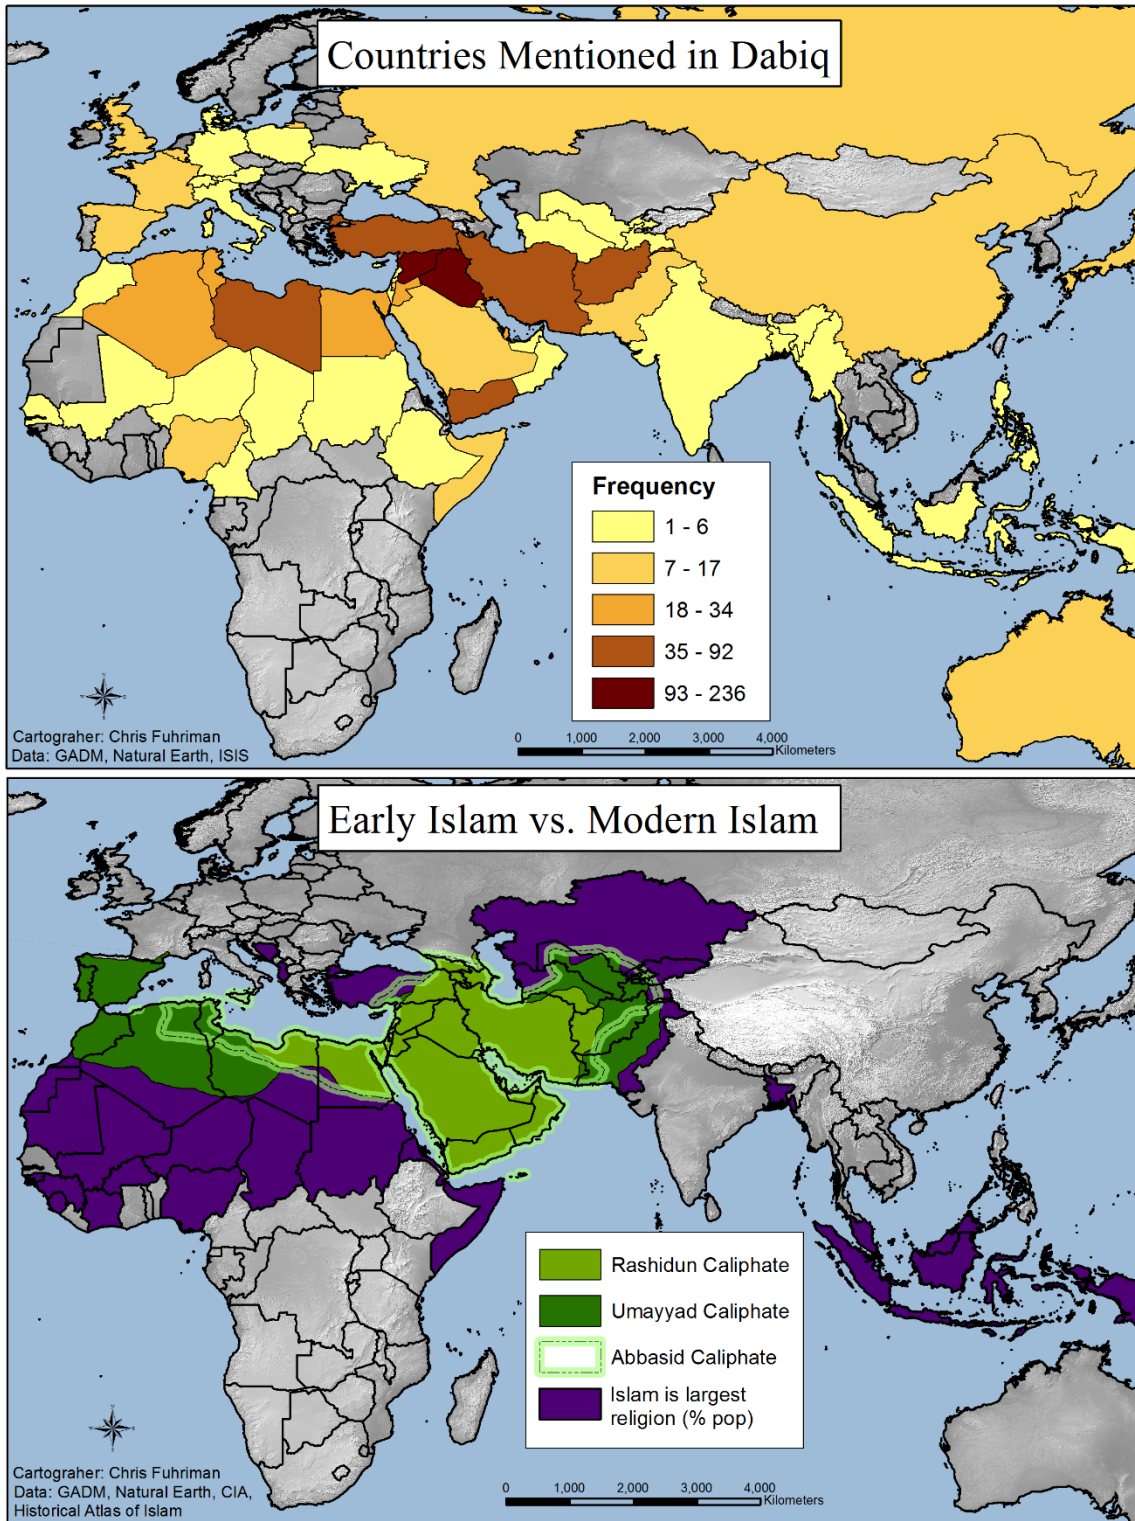 Countries Mentioned in Dabiq
Frequency
1 - 6
7 - 17
18 - 34
35 - 92
93 - 236
0 1,000 2,000 3,000 4,000
Kilometers
Cartograher: Chris Fuhriman
Data: GADM, Natural Earth, ISIS
Early Islam vs. Modern Islam
Rashidun Caliphate
Umayyad Caliphate
Abbasid Caliphate
Islam is largest
religion (% pop)
0 1,000 2,000 3,000 4,000
Kilometers
Cartograher: Chris Fuhriman
Data: GADM, Natural Earth, CIA,
Historical Atlas of Islam